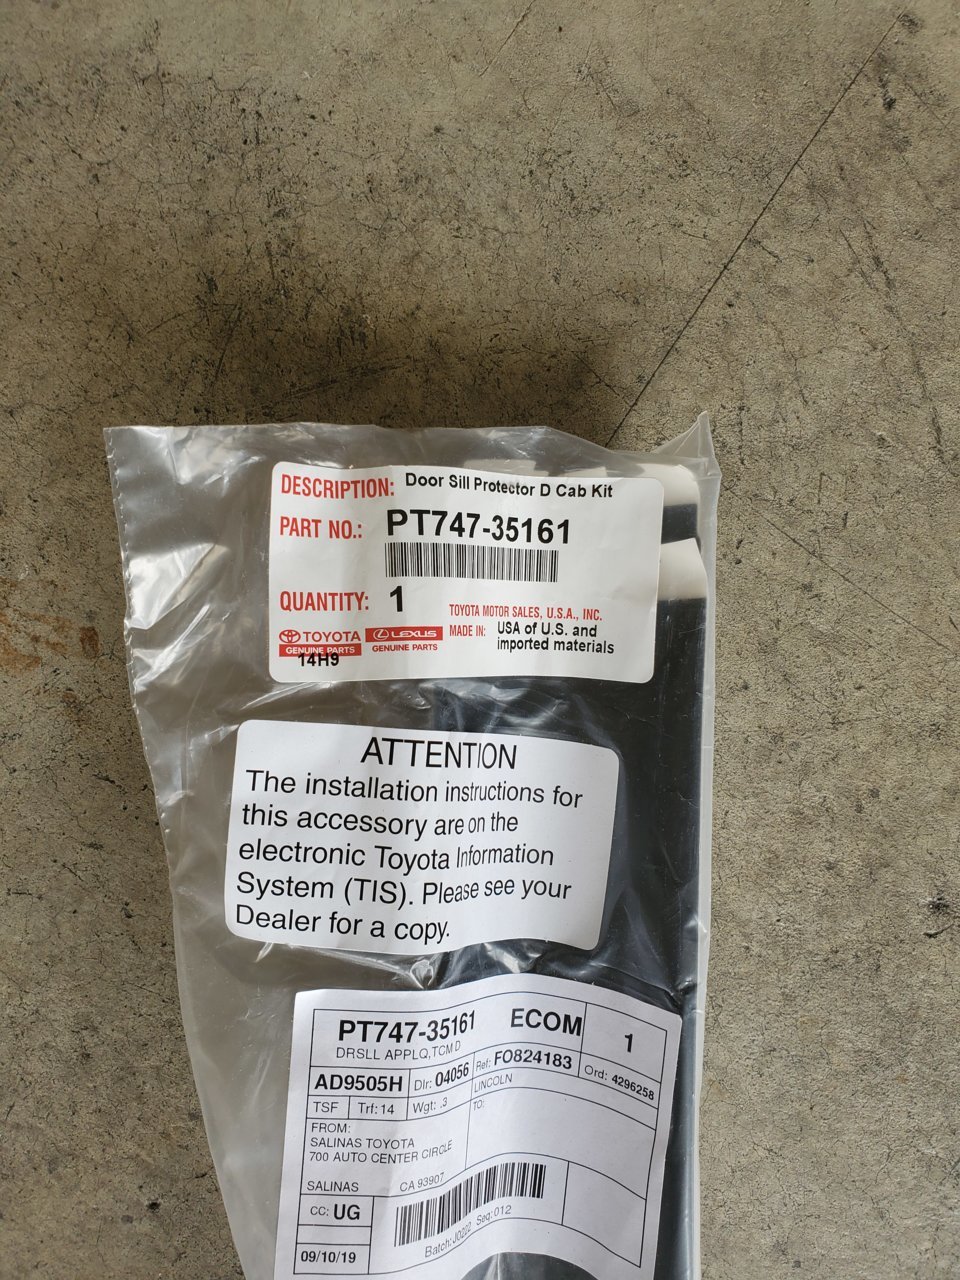 DESCRIPTION: Door Sill Protector D Cab Kit
PART NO.: PT747-35161
QUANTITY: 1
TOYOTA MOTOR SALES, U.S.A., INC.
TOYOTA
GENUINE PARTS
LEXUS
GENUINE PARTS
MADE IN: USA of U.S. and
imported materials
14H9
ATTENTION
The installation instructions for
this accessory are on the
electronic Toyota Information
System (TIS). Please see your
Dealer for a copy.
PT747-35161 ECOM 1
DRSLL APPLQ,TCM D
AD9505H Dlr: 04056 Ref: FO824183 Ord: 4296258
TSF Trf: 14 Wgt: .3 LINCOLN
TO:
FROM:
SALINAS TOYOTA
700 AUTO CENTER CIRCLE
SALINAS CA 93907
CC: UG
Batch: J0222 Seq: 012
09/10/19